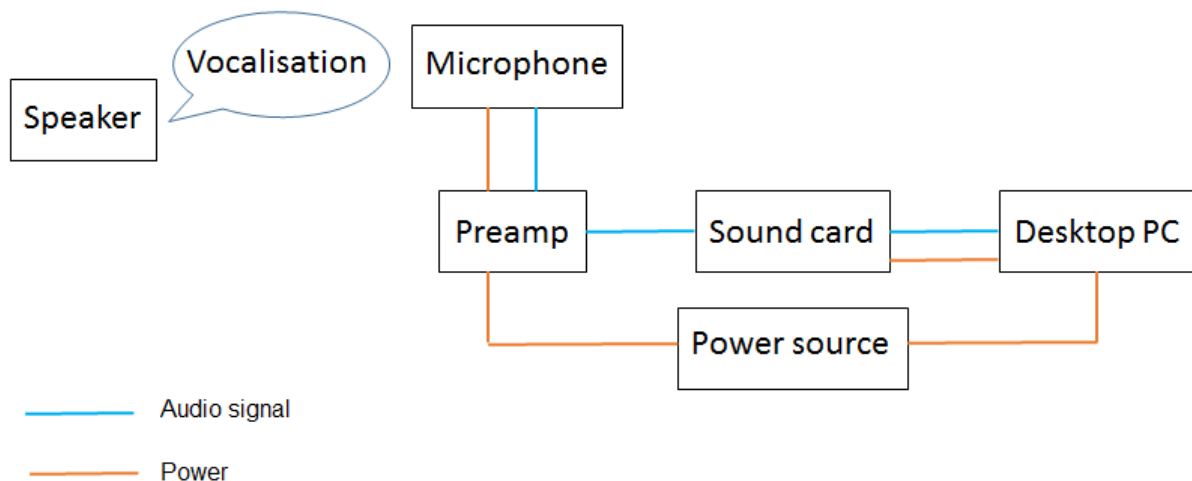 Vocalisation
Microphone
Speaker
Preamp
Sound card
Desktop PC
Power source
Audio signal
Power